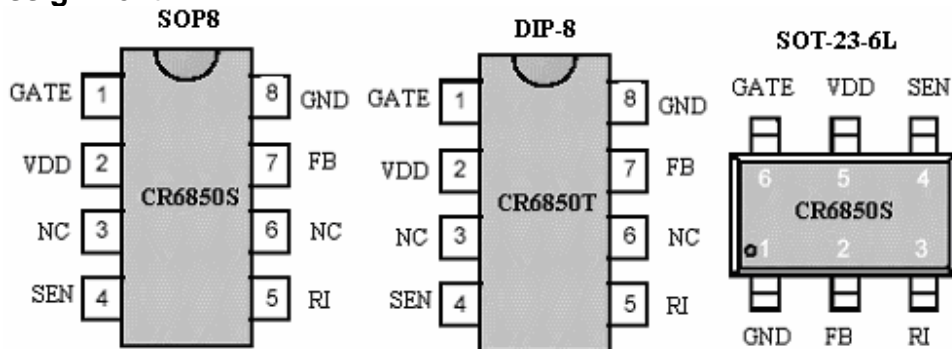 SOP8
GATE 1 8 GND
VDD 2 7 FB
CR6850S
NC 3 6 NC
SEN 4 5 RI
DIP-8
GATE 1 8 GND
VDD 2 7 FB
CR6850T
NC 3 6 NC
SEN 4 5 RI
SOT-23-6L
GATE VDD SEN
6 5 4
CR6850S
1 2 3
GND FB RI